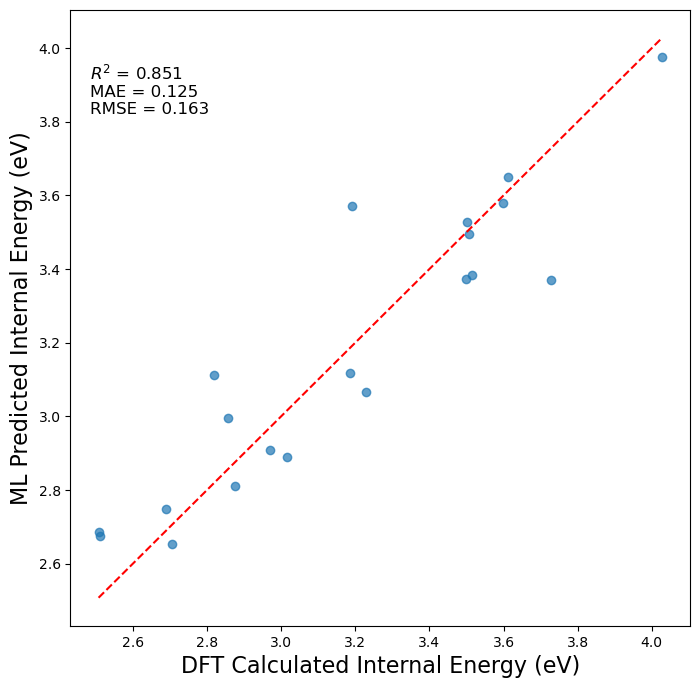 R² = 0.851
MAE = 0.125
RMSE = 0.163
ML Predicted Internal Energy (eV)
4.0
3.8
3.6
3.4
3.2
3.0
2.8
2.6
2.6 2.8 3.0 3.2 3.4 3.6 3.8 4.0
DFT Calculated Internal Energy (eV)